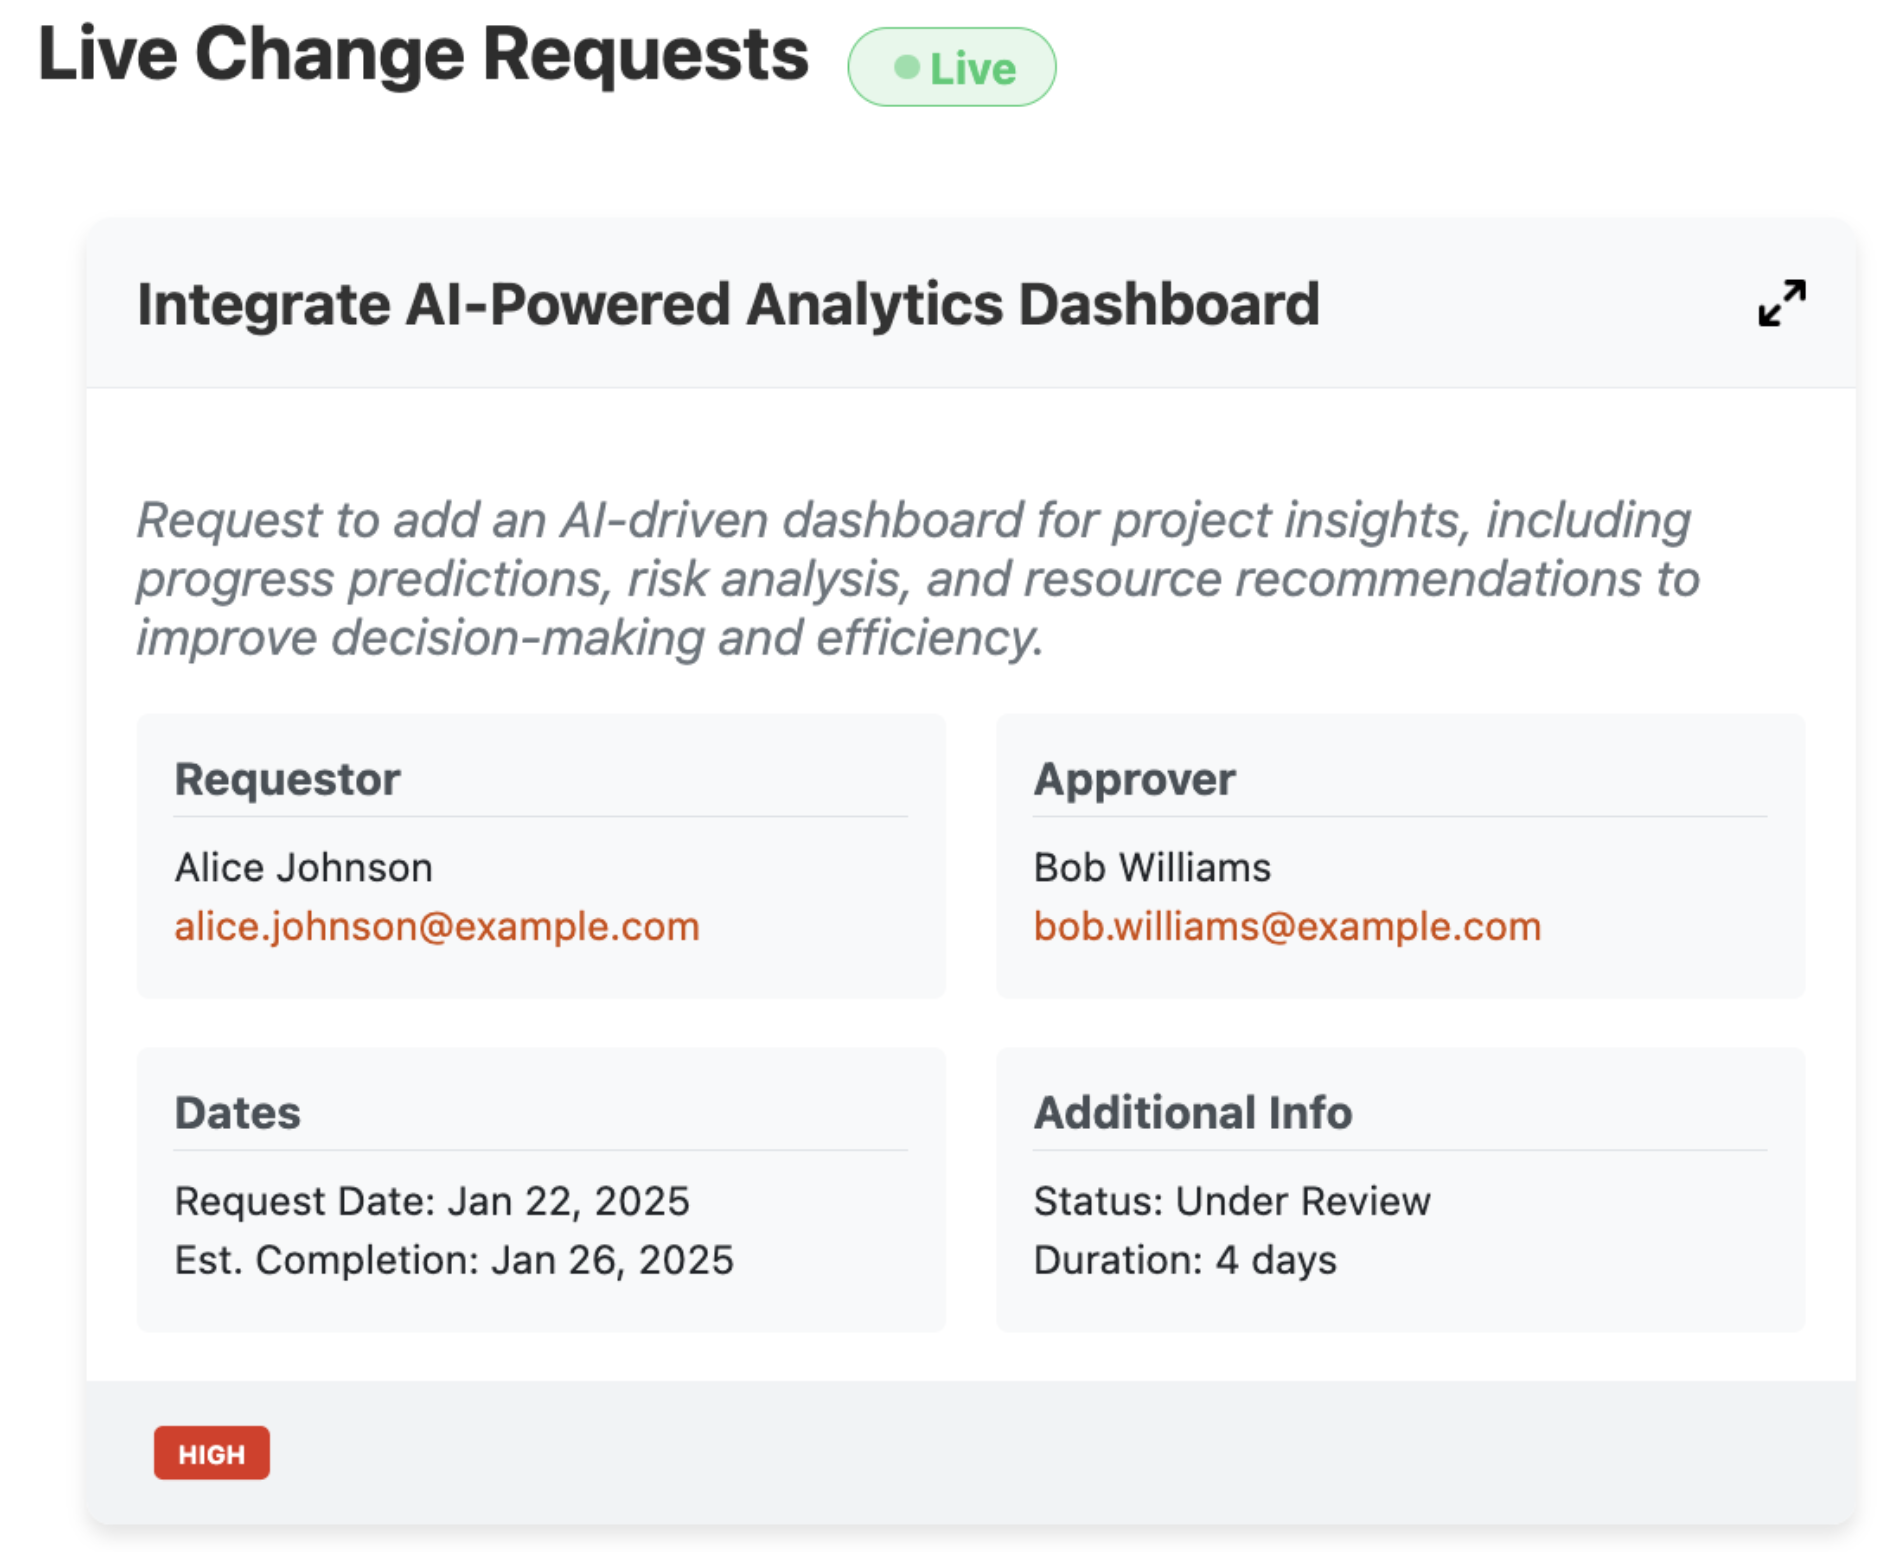 Live Change Requests
Live
Integrate AI-Powered Analytics Dashboard
Request to add an AI-driven dashboard for project insights, including
progress predictions, risk analysis, and resource recommendations to
improve decision-making and efficiency.
Requestor
Alice Johnson
alice.johnson@example.com
Approver
Bob Williams
bob.williams@example.com
Dates
Request Date: Jan 22, 2025
Est. Completion: Jan 26, 2025
Additional Info
Status: Under Review
Duration: 4 days
HIGH